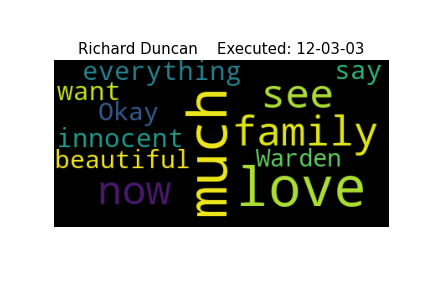 Richard Duncan    Executed: 12-03-03
everything
say
want
see
Okay
much
innocent
family
beautiful
Warden
now
love